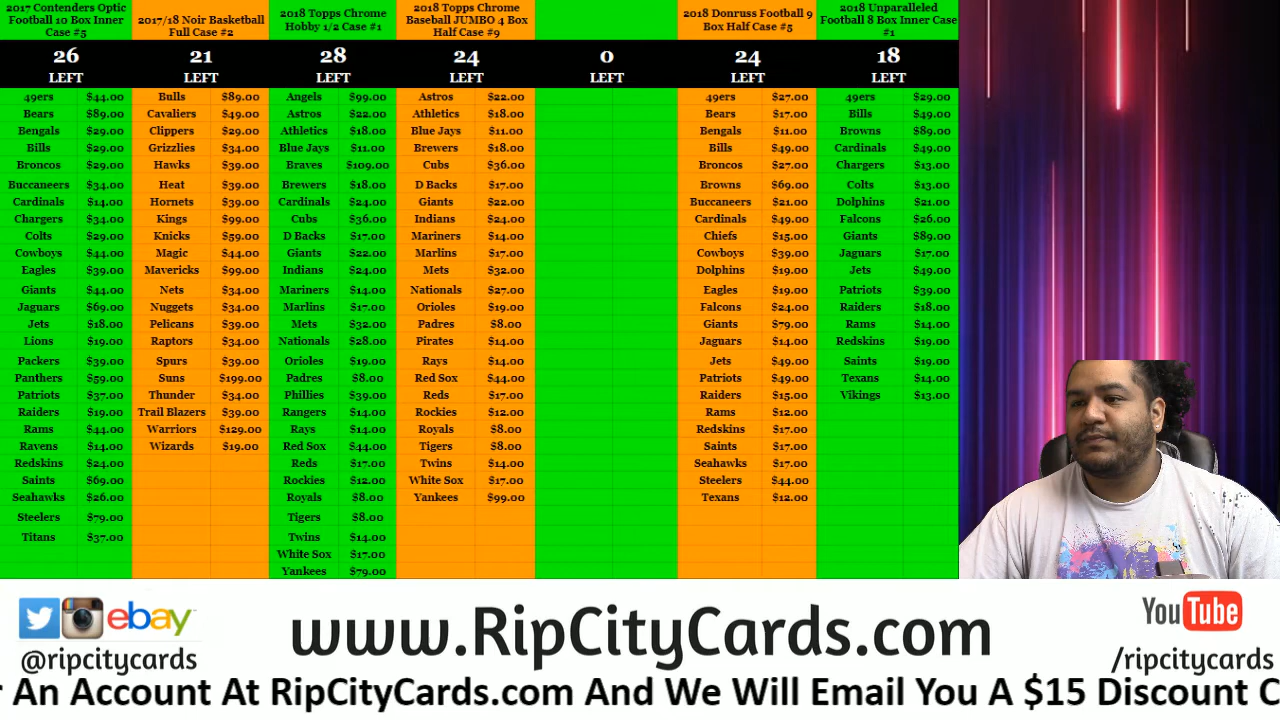 2017 Contenders Optic
Football 10 Box Inner
Case #5
26
LEFT
49ers $44.00
Bears $89.00
Bengals $29.00
Bills $29.00
Broncos $29.00
Buccaneers $34.00
Cardinals $14.00
Chargers $34.00
Colts $29.00
Cowboys $44.00
Eagles $39.00
Giants $44.00
Jaguars $69.00
Jets $18.00
Lions $19.00
Packers $39.00
Panthers $59.00
Patriots $37.00
Raiders $19.00
Rams $44.00
Ravens $14.00
Redskins $24.00
Saints $69.00
Seahawks $26.00
Steelers $79.00
Titans $37.00
2017/18 Noir Basketball
Full Case #2
21
LEFT
Bulls $89.00
Cavaliers $49.00
Clippers $29.00
Grizzlies $34.00
Hawks $39.00
Heat $39.00
Hornets $39.00
Kings $99.00
Knicks $59.00
Magic $44.00
Mavericks $99.00
Nets $34.00
Nuggets $34.00
Pelicans $39.00
Raptors $34.00
Spurs $39.00
Suns $199.00
Thunder $34.00
Trail Blazers $39.00
Warriors $129.00
Wizards $19.00
2018 Topps Chrome
Hobby 1/2 Case #1
28
LEFT
Angels $99.00
Astros $22.00
Athletics $18.00
Blue Jays $11.00
Braves $109.00
Brewers $18.00
Cardinals $24.00
Cubs $36.00
D Backs $17.00
Giants $22.00
Indians $24.00
Mariners $14.00
Marlins $17.00
Mets $32.00
Nationals $28.00
Orioles $19.00
Padres $8.00
Phillies $39.00
Rangers $14.00
Rays $14.00
Red Sox $44.00
Reds $17.00
Rockies $12.00
Royals $8.00
Tigers $8.00
Twins $14.00
White Sox $17.00
Yankees $79.00
2018 Topps Chrome
Baseball JUMBO 4 Box
Half Case #9
24
LEFT
Astros $22.00
Athletics $18.00
Blue Jays $11.00
Brewers $18.00
Cubs $36.00
D Backs $17.00
Giants $22.00
Indians $24.00
Mariners $14.00
Marlins $17.00
Mets $32.00
Nationals $27.00
Orioles $19.00
Padres $8.00
Pirates $14.00
Rays $14.00
Red Sox $44.00
Reds $17.00
Rockies $12.00
Royals $8.00
Tigers $8.00
Twins $14.00
White Sox $17.00
Yankees $99.00
0
LEFT
2018 Donruss Football 9
Box Half Case #5
24
LEFT
49ers $27.00
Bears $17.00
Bengals $11.00
Bills $49.00
Broncos $27.00
Browns $69.00
Buccaneers $21.00
Cardinals $49.00
Chiefs $15.00
Cowboys $39.00
Dolphins $19.00
Eagles $19.00
Falcons $24.00
Giants $79.00
Jaguars $14.00
Jets $49.00
Patriots $49.00
Raiders $15.00
Rams $12.00
Redskins $17.00
Saints $17.00
Seahawks $17.00
Steelers $44.00
Texans $12.00
2018 Unparalleled
Football 8 Box Inner Case
#1
18
LEFT
49ers $29.00
Bills $49.00
Browns $89.00
Cardinals $49.00
Chargers $13.00
Colts $13.00
Dolphins $21.00
Falcons $26.00
Giants $89.00
Jaguars $17.00
Jets $49.00
Patriots $39.00
Raiders $18.00
Rams $14.00
Redskins $19.00
Saints $19.00
Texans $14.00
Vikings $13.00
ebay
@ripcitycards
www.RipCityCards.com
YouTube
/ripcitycards
r An Account At RipCityCards.com And We Will Email You A $15 Discount C